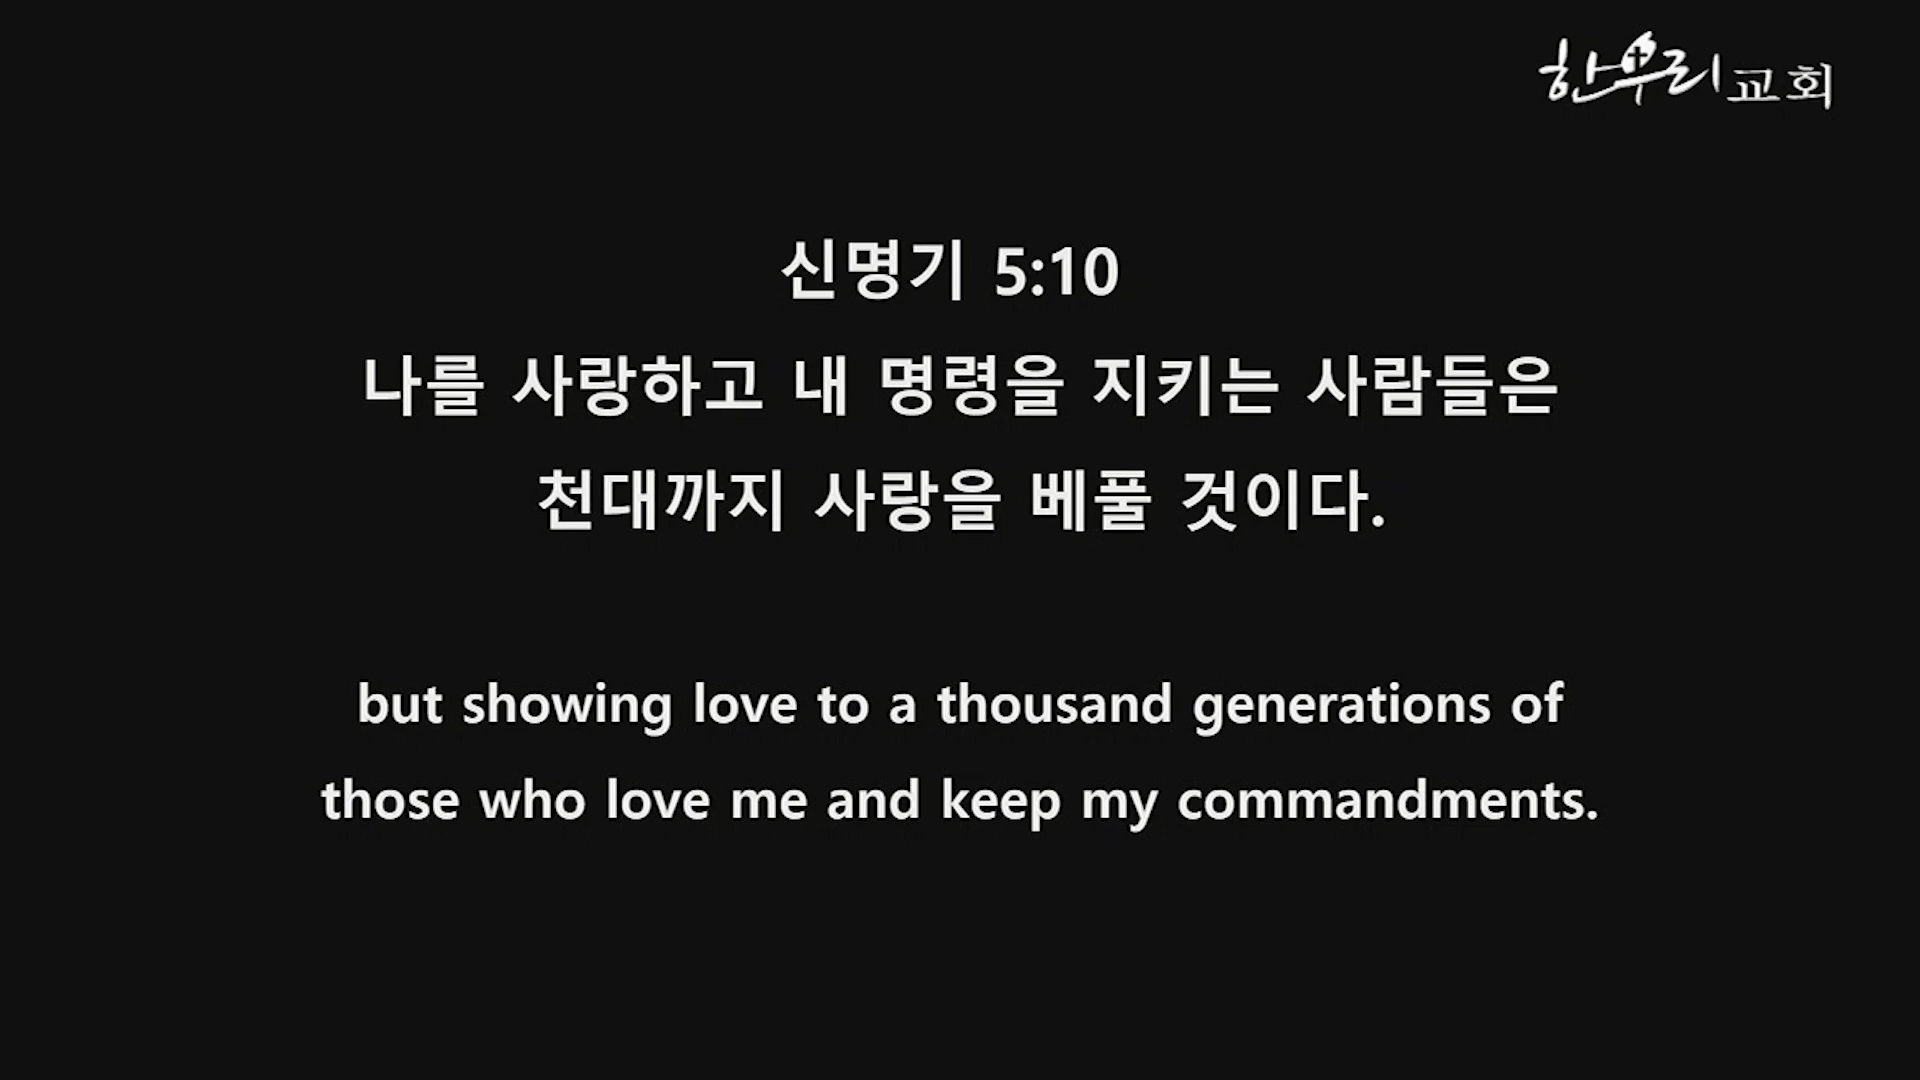 한우리교회
신명기 5:10
나를 사랑하고 내 명령을 지키는 사람들은
천대까지 사랑을 베풀 것이다.
but showing love to a thousand generations of
those who love me and keep my commandments.